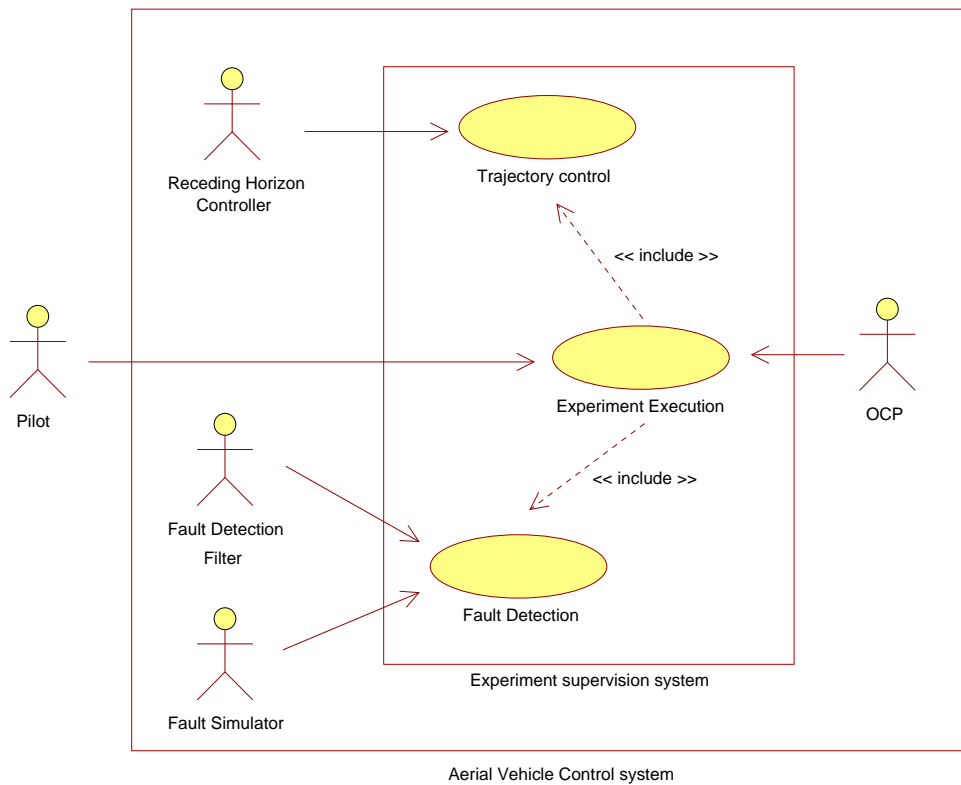 Trajectory control
Receding Horizon
Controller
<< include >>
Pilot
Experiment Execution
OCP
<< include >>
Fault Detection
Filter
Fault Detection
Experiment supervision system
Fault Simulator
Aerial Vehicle Control system